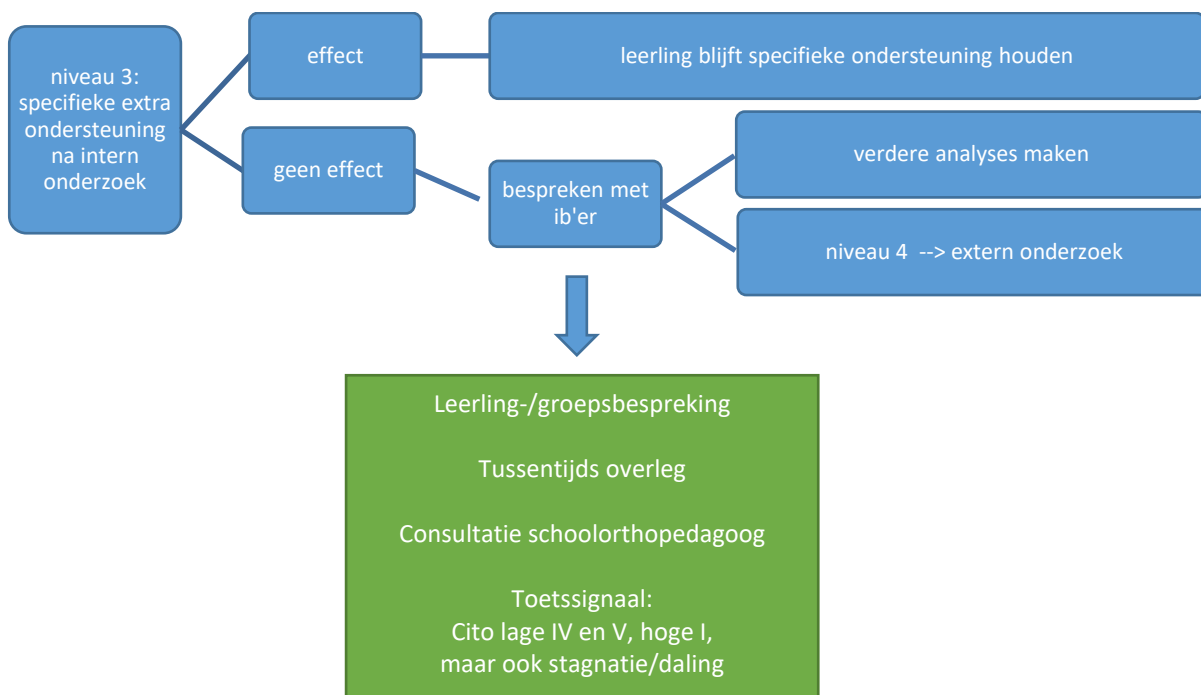 niveau 3:
specifieke extra
ondersteuning
na intern
onderzoek
effect
leerling blijft specifieke ondersteuning houden
geen effect
bespreken met
ib'er
verdere analyses maken
niveau 4 --> extern onderzoek
Leerling-/groepsbespreking
Tussentijds overleg
Consultatie schoolorthopedagoog
Toetssignaal:
Cito lage IV en V, hoge I,
maar ook stagnatie/daling